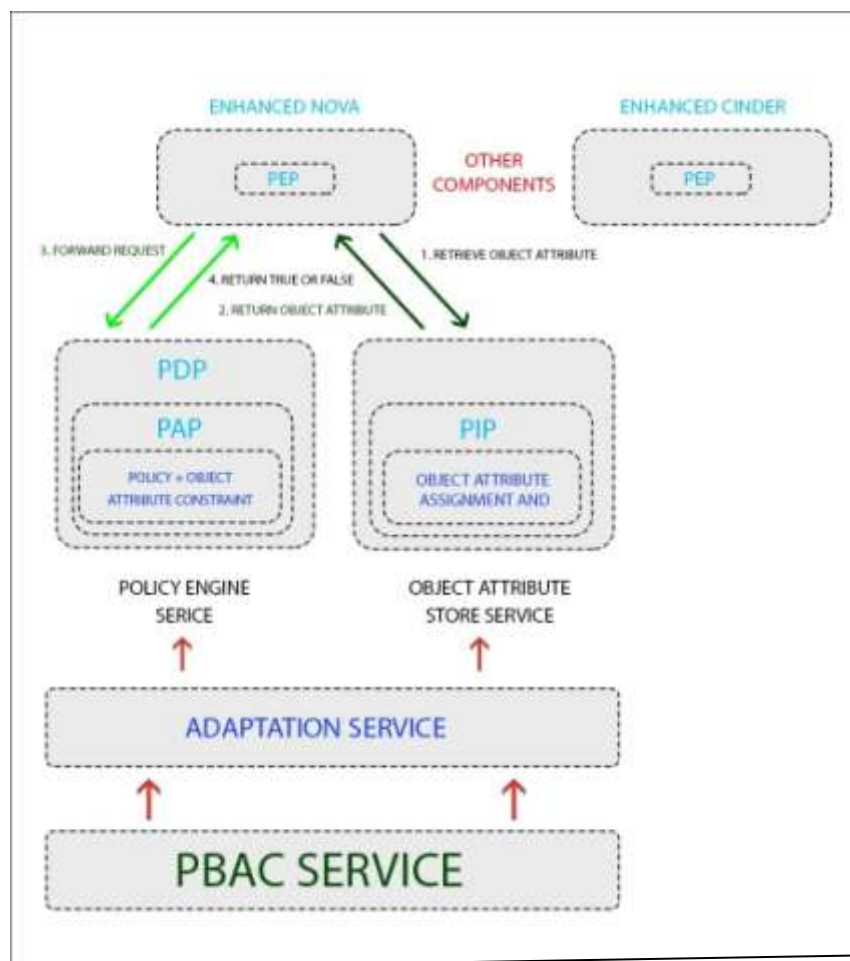 ENHANCED NOVA
ENHANCED CINDER
PEP
OTHER
COMPONENTS
PEP
3. FORWARD REQUEST
1. RETRIEVE OBJECT ATTRIBUTE
4. RETURN TRUE OR FALSE
2. RETURN OBJECT ATTRIBUTE
PDP
PAP
POLICY + OBJECT
ATTRIBUTE CONSTRAINT
PIP
OBJECT ATTRIBUTE
ASSIGNMENT AND
POLICY ENGINE
SERICE
OBJECT ATTRIBUTE
STORE SERVICE
ADAPTATION SERVICE
PBAC SERVICE